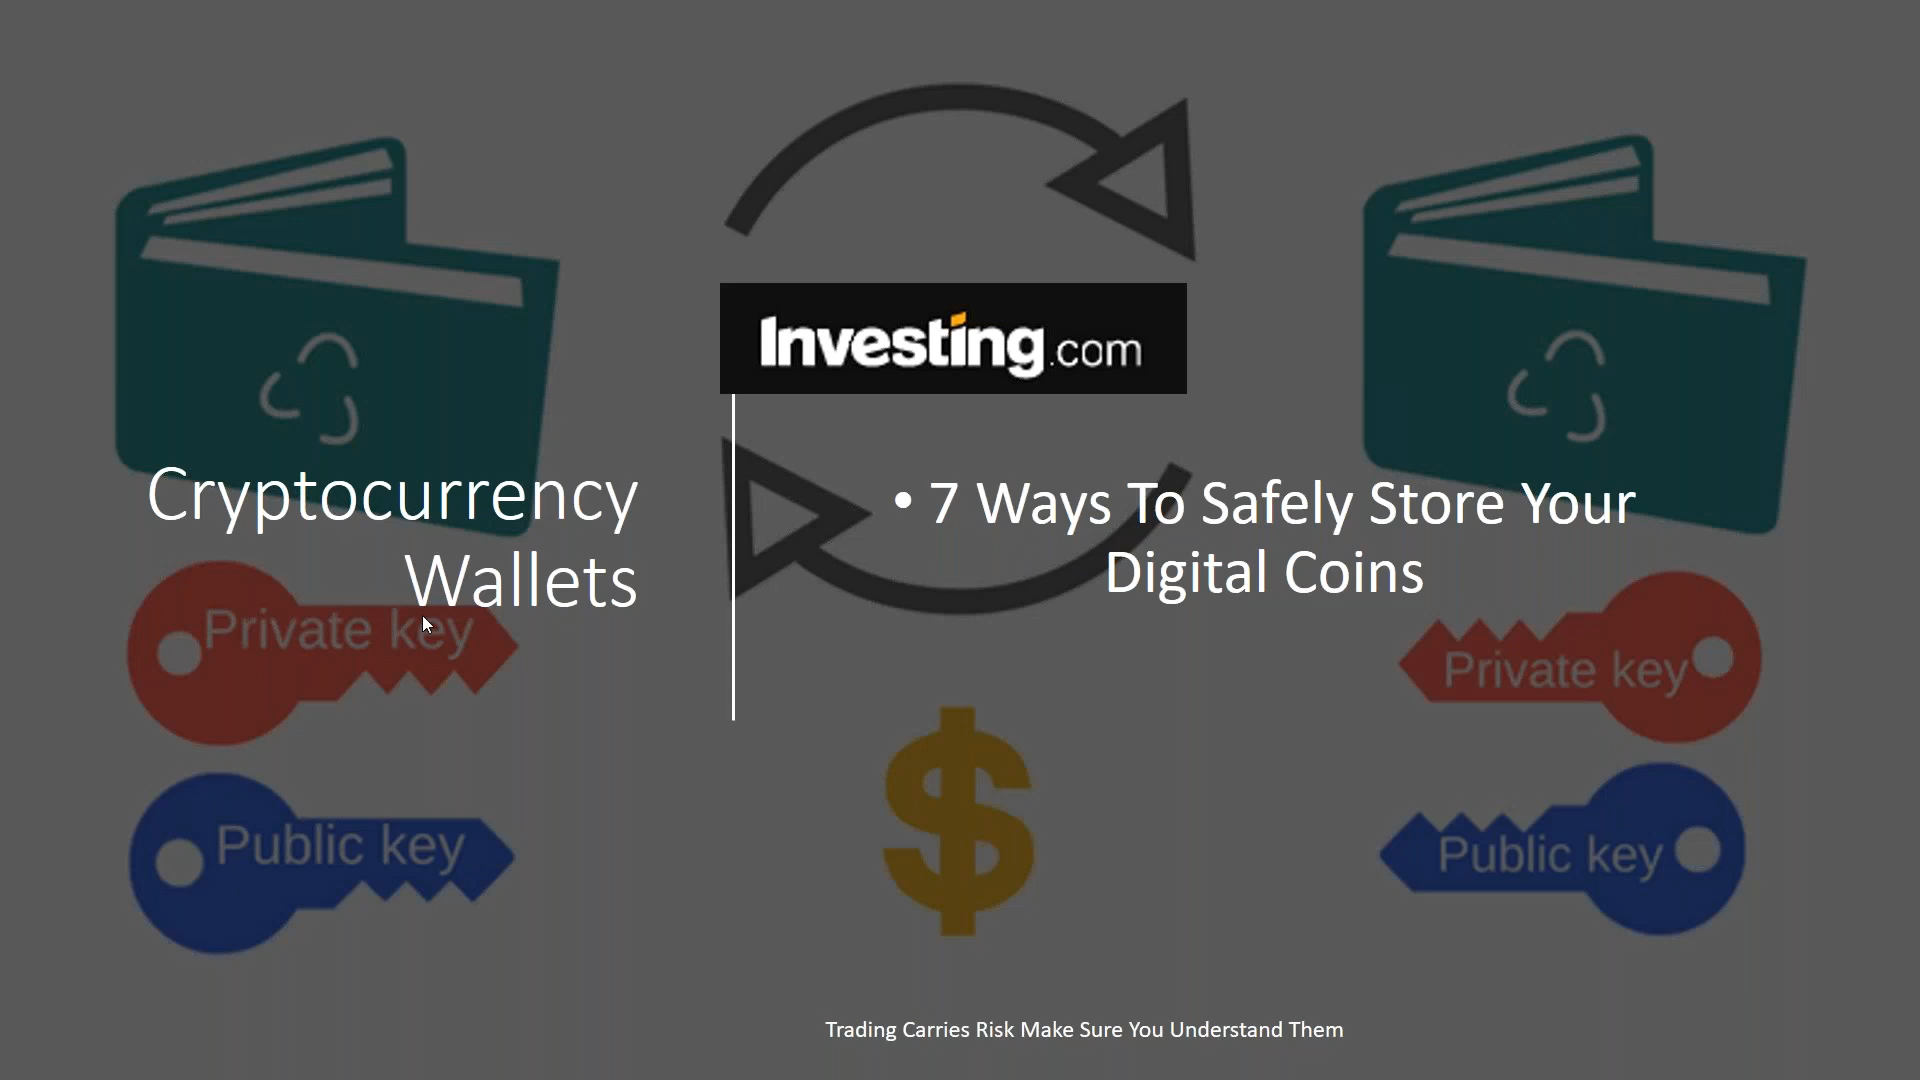 Investing.com
Cryptocurrency
Wallets
• 7 Ways To Safely Store Your
Digital Coins
Private key
Private key
Public key
Public key
Trading Carries Risk Make Sure You Understand Them